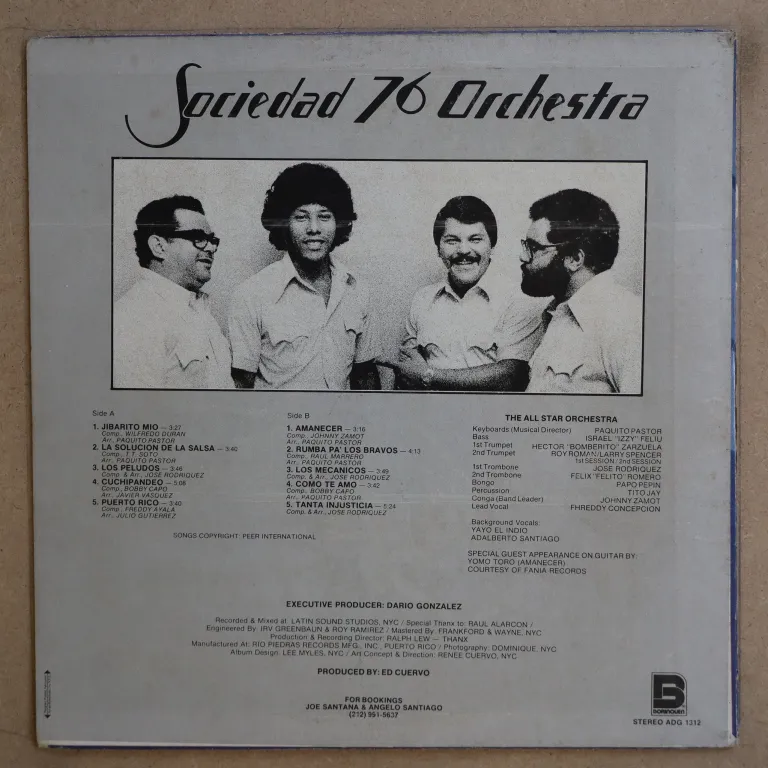 Sociedad 76 Orchestra
Side A
1. JIBARITO MIO — 3:27
Comp., WILFREDO DURAN
Arr., PAQUITO PASTOR
2. LA SOLUCION DE LA SALSA — 3:40
Comp., T.T. SOTO
Arr., PAQUITO PASTOR
3. LOS PELUDOS — 3:46
Comp. & Arr., JOSE RODRIQUEZ
4. CUCHIPANDEO — 5:08
Comp., BOBBY CAPO
Arr., JAVIER VASQUEZ
5. PUERTO RICO — 3:40
Comp., FREDDY AYALA
Arr., JULIO GUTIERREZ
Side B
1. AMANECER — 3:16
Comp., JOHNNY ZAMOT
Arr., PAQUITO PASTOR
2. RUMBA PA' LOS BRAVOS — 4:13
Comp., RAUL MARRERO
Arr., PAQUITO PASTOR
3. LOS MECANICOS — 3:49
Comp. & Arr., JOSE RODRIQUEZ
4. COMO TE AMO — 3:42
Comp., BOBBY CAPO
Arr., PAQUITO PASTOR
5. TANTA INJUSTICIA — 5:24
Comp. & Arr., JOSE RODRIQUEZ
SONGS COPYRIGHT: PEER INTERNATIONAL
THE ALL STAR ORCHESTRA
Keyboards (Musical Director) PAQUITO PASTOR
Bass ISRAEL "IZZY" FELIU
1st Trumpet HECTOR "BOMBERITO" ZARZUELA
2nd Trumpet ROY ROMAN/LARRY SPENCER
1st SESSION / 2nd SESSION
1st Trombone JOSE RODRIQUEZ
2nd Trombone FELIX "FELITO" ROMERO
Bongo PAPO PEPIN
Percussion TITO JAY
Conga (Band Leader) JOHNNY ZAMOT
Lead Vocal FHREDDY CONCEPCION
Background Vocals:
YAYO EL INDIO
ADALBERTO SANTIAGO
SPECIAL GUEST APPEARANCE ON GUITAR BY:
YOMO TORO (AMANECER)
COURTESY OF FANIA RECORDS
EXECUTIVE PRODUCER: DARIO GONZALEZ
Recorded & Mixed at: LATIN SOUND STUDIOS, NYC / Special Thanx to: RAUL ALARCON /
Engineered By: IRV GREENBAUN & ROY RAMIREZ / Mastered By: FRANKFORD & WAYNE, NYC
Production & Recording Director: RALPH LEW — THANX
Manufactured At: RIO PIEDRAS RECORDS MFG., INC., PUERTO RICO / Photography: DOMINIQUE, NYC
Album Design: LEE MYLES, NYC / Art Concept & Direction: RENEE CUERVO, NYC
PRODUCED BY: ED CUERVO
FOR BOOKINGS
JOE SANTANA & ANGELO SANTIAGO
(212) 991-5637
B
BORINQUEN
STEREO ADG 1312